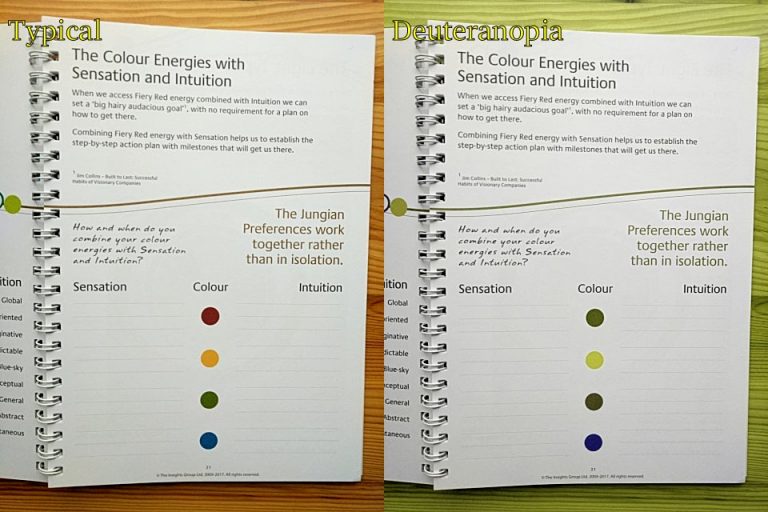 Typical
The Colour Energies with
Sensation and Intuition
When we access Fiery Red energy combined with Intuition we can
set a 'big hairy audacious goal'¹, with no requirement for a plan on
how to get there.
Combining Fiery Red energy with Sensation helps us to establish the
step-by-step action plan with milestones that will get us there.
¹ Jim Collins – Built to Last: Successful
Habits of Visionary Companies
The Jungian
Preferences work
together rather
than in isolation.
How and when do you
combine your colour
energies with Sensation
and Intuition?
Sensation Colour Intuition
21
© The Insights Group Ltd, 2009-2017. All rights reserved.
ition
Global
riented
ginative
dictable
Blue-sky
ceptual
General
Abstract
taneous
Deuteranopia
The Colour Energies with
Sensation and Intuition
When we access Fiery Red energy combined with Intuition we can
set a 'big hairy audacious goal'¹, with no requirement for a plan on
how to get there.
Combining Fiery Red energy with Sensation helps us to establish the
step-by-step action plan with milestones that will get us there.
¹ Jim Collins – Built to Last: Successful
Habits of Visionary Companies
The Jungian
Preferences work
together rather
than in isolation.
How and when do you
combine your colour
energies with Sensation
and Intuition?
Sensation Colour Intuition
21
© The Insights Group Ltd, 2009-2017. All rights reserved.
ition
Global
riented
ginative
dictable
Blue-sky
nceptual
General
Abstract
taneous